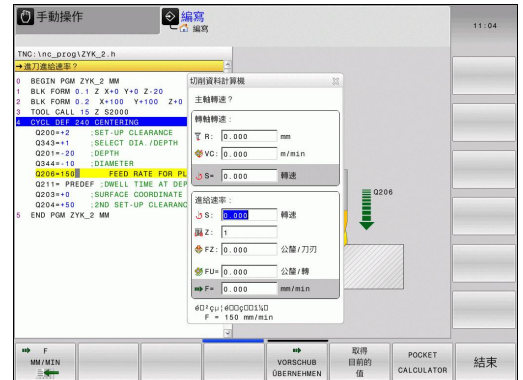 手動操作
編寫
編寫
11:04
TNC:\nc_prog\ZYK_2.h
→進刀進給速率?
0 BEGIN PGM ZYK_2 MM
1 BLK FORM 0.1 Z X+0 Y+0 Z-20
2 BLK FORM 0.2 X+100 Y+100 Z+0
3 TOOL CALL 15 Z S2000
4 CYCL DEF 240 CENTERING
Q200=+2 ;SET-UP CLEARANCE
Q343=+1 ;SELECT DIA./DEPTH
Q201=-20 ;DEPTH
Q344=-10 ;DIAMETER
Q206=150 FEED RATE FOR PL
Q211= PREDEF ;DWELL TIME AT DEP
Q203=+0 ;SURFACE COORDINATE
Q204=+50 ;2ND SET-UP CLEARANC
5 END PGM ZYK_2 MM
切削資料計算機
主軸轉速?
轉軸轉速:
R: 0.000 mm
VC: 0.000 m/min
S= 0.000 轉速
進給速率:
S: 0.000 轉速
Z: 1
FZ: 0.000 公釐/刀刃
FU= 0.000 公釐/轉
F= 0.000 mm/min
F = 150 mm/min
Q206
F
MM/MIN
VORSCHUB
ÜBERNEHMEN
取得
目前的
值
POCKET
CALCULATOR
結束